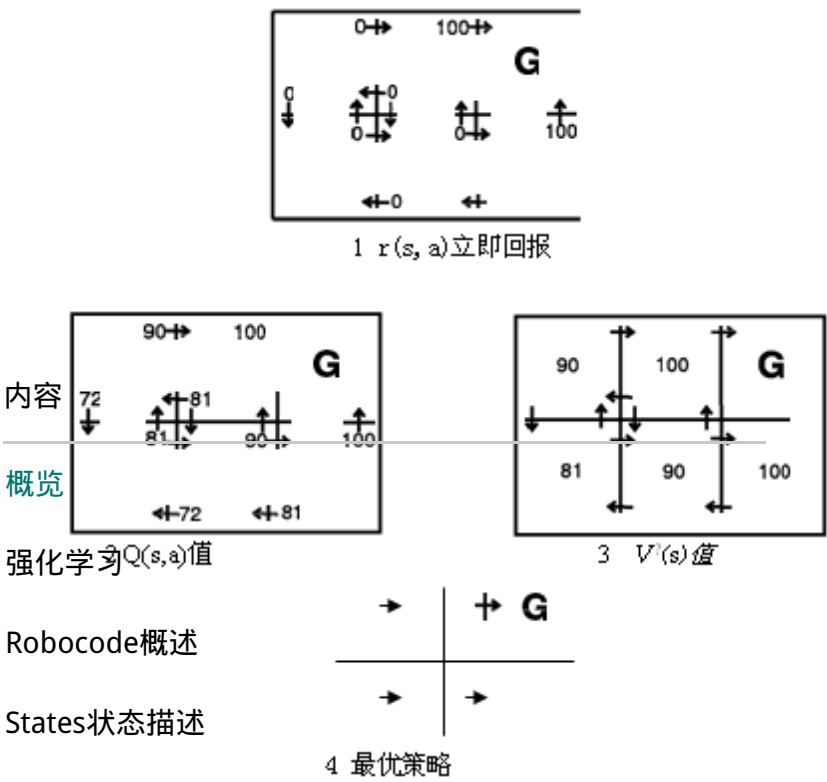 0 100
G
0 0
0 0 100
0
1 r(s,a)立即回报
90 100
G
72 81
81 90 100
72 81
2 Q(s,a)值
90 100 G
81 90 100
3 V*(s)值
内容
概览
强化学习
Robocode概述
States状态描述
G
4 最优策略